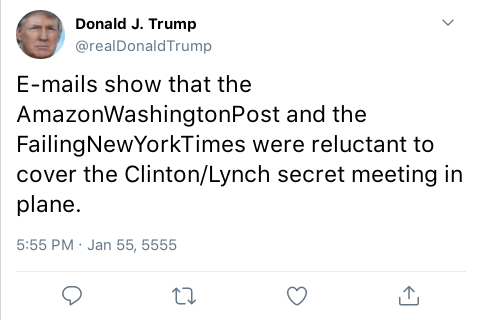 Donald J. Trump
@realDonaldTrump
E-mails show that the
AmazonWashingtonPost and the
FailingNewYorkTimes were reluctant to
cover the Clinton/Lynch secret meeting in
plane.
5:55 PM · Jan 55, 5555